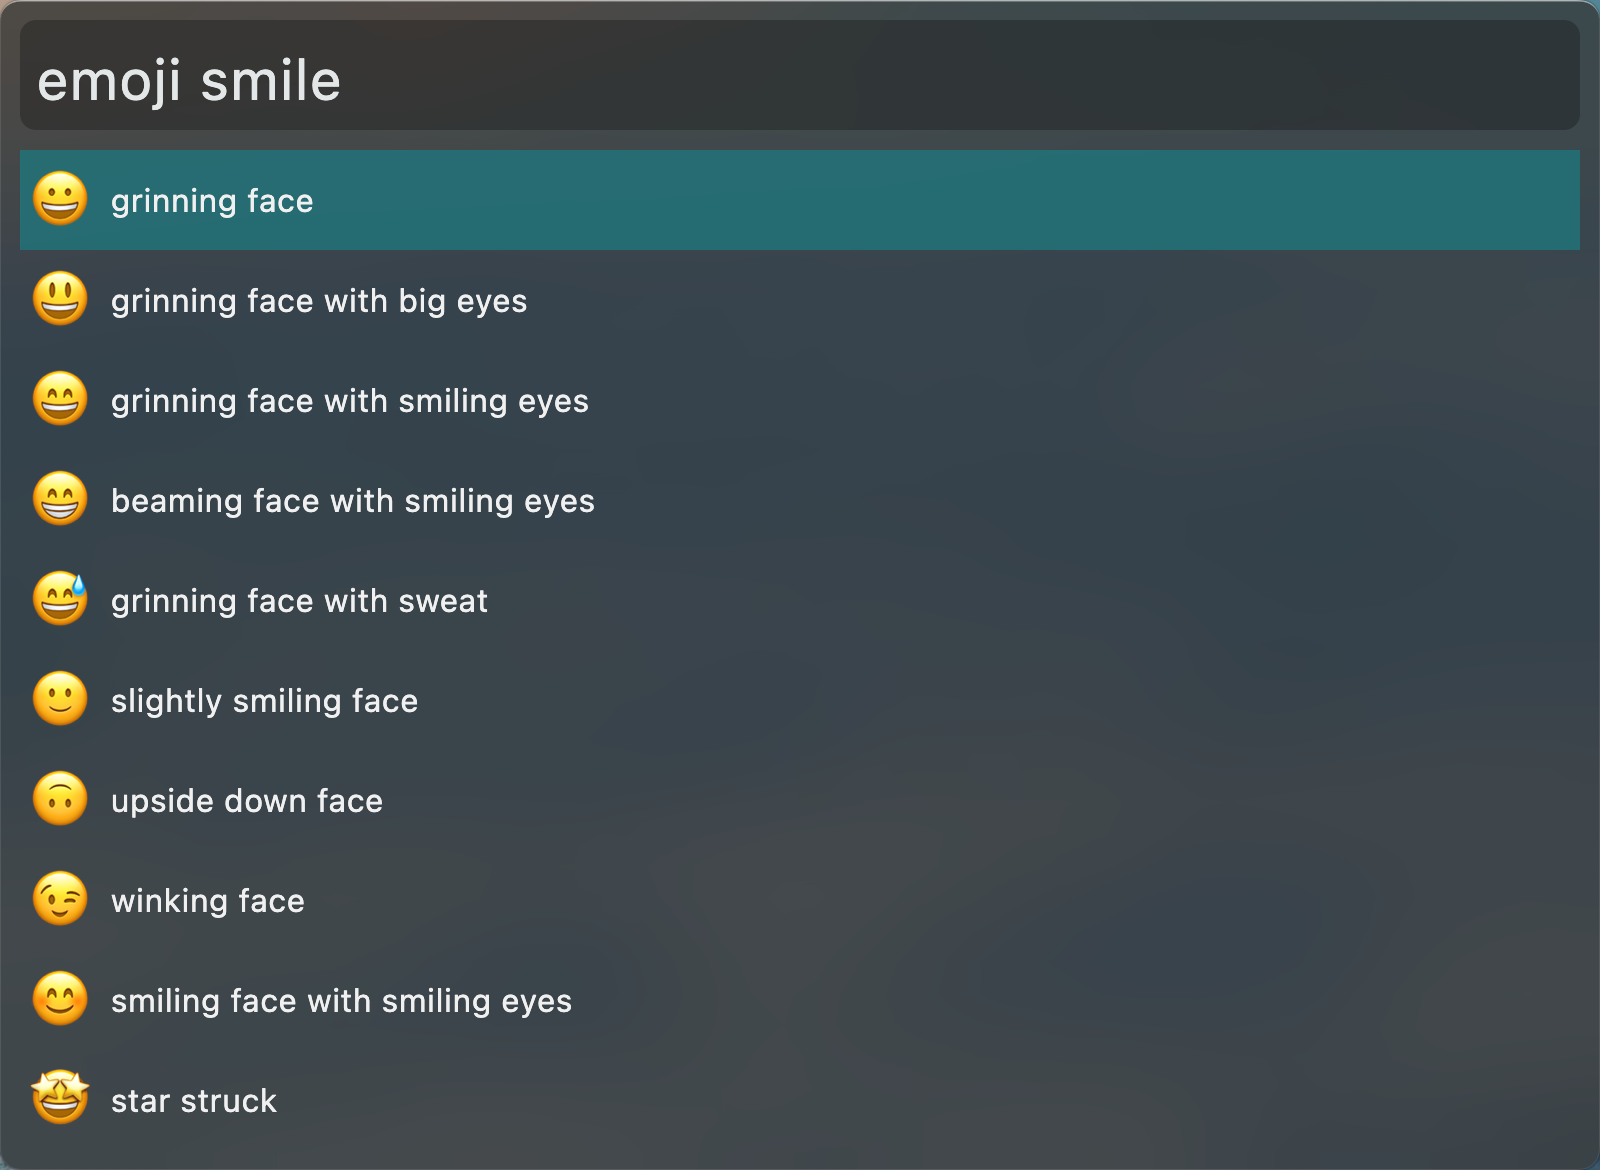 emoji smile
grinning face
grinning face with big eyes
grinning face with smiling eyes
beaming face with smiling eyes
grinning face with sweat
slightly smiling face
upside down face
winking face
smiling face with smiling eyes
star struck